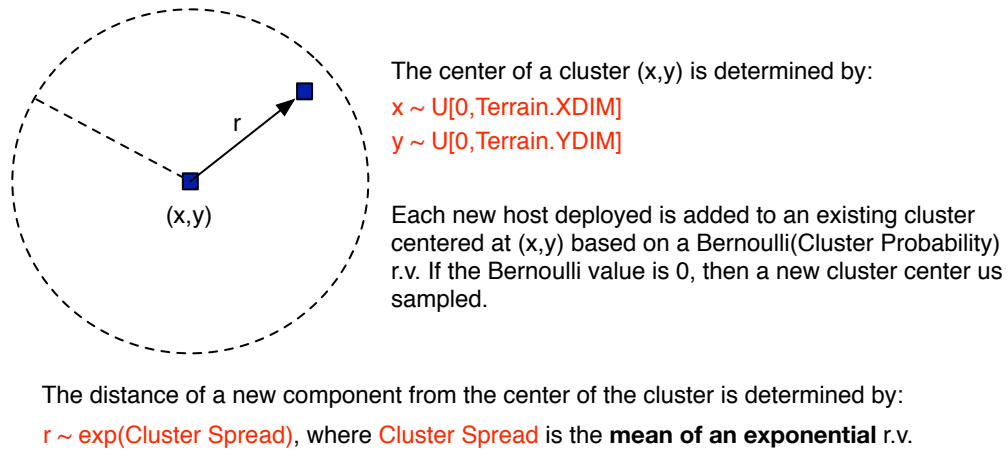 r
(x,y)
The center of a cluster (x,y) is determined by:
x ~ U[0,Terrain.XDIM]
y ~ U[0,Terrain.YDIM]
Each new host deployed is added to an existing cluster
centered at (x,y) based on a Bernoulli(Cluster Probability)
r.v. If the Bernoulli value is 0, then a new cluster center us
sampled.
The distance of a new component from the center of the cluster is determined by:
r ~ exp(Cluster Spread), where Cluster Spread is the mean of an exponential r.v.